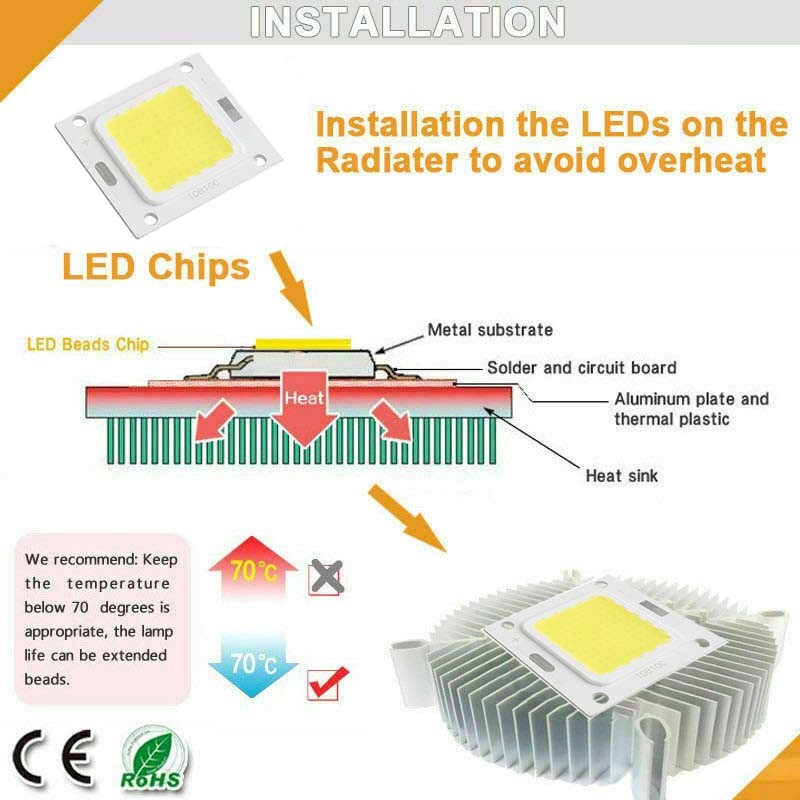 INSTALLATION
Installation the LEDs on the
Radiater to avoid overheat
+
-
10B10C
LED Chips
LED Beads Chip
Metal substrate
Solder and circuit board
Heat
Aluminum plate and
thermal plastic
Heat sink
We recommend: Keep
the temperature
below 70 degrees is
appropriate, the lamp
life can be extended
beads.
70℃
70℃
+
10B10C
CE
RoHS